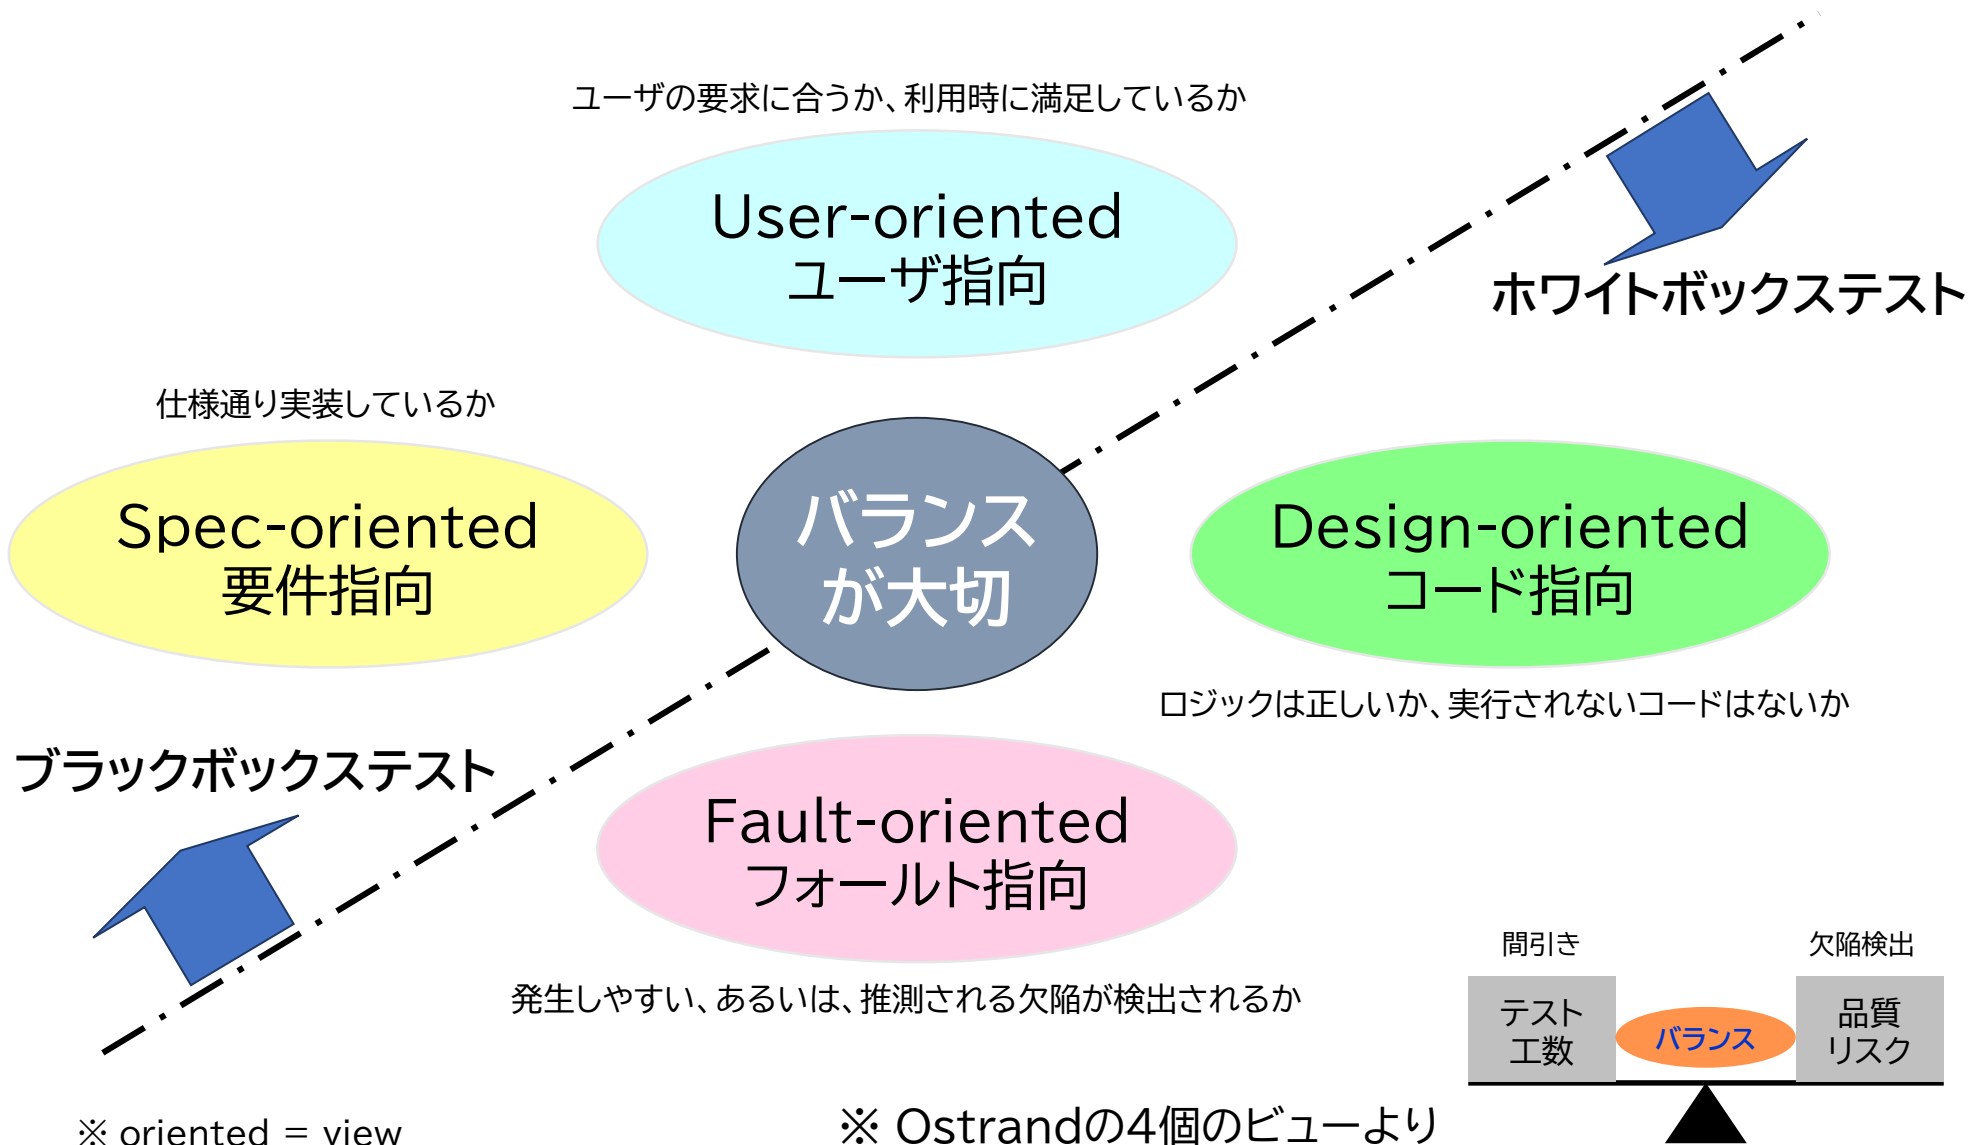 ユーザの要求に合うか、利用時に満足しているか
User-oriented
ユーザ指向
ホワイトボックステスト
仕様通り実装しているか
Spec-oriented
要件指向
バランス
が大切
Design-oriented
コード指向
ロジックは正しいか、実行されないコードはないか
ブラックボックステスト
Fault-oriented
フォールト指向
発生しやすい、あるいは、推測される欠陥が検出されるか
間引き
欠陥検出
テスト
工数
バランス
品質
リスク
※ oriented = view
※ Ostrandの4個のビューより